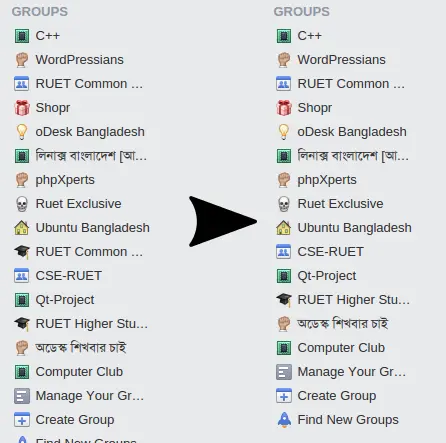 GROUPS
C++
WordPressians
RUET Common ...
Shopr
oDesk Bangladesh
লিনাক্স বাংলাদেশ [আ...
phpXperts
Ruet Exclusive
Ubuntu Bangladesh
RUET Common ...
CSE-RUET
Qt-Project
RUET Higher Stu...
অডেস্ক শিখবার চাই
Computer Club
Manage Your Gr...
Create Group
Find New Groups
GROUPS
C++
WordPressians
RUET Common ...
Shopr
oDesk Bangladesh
লিনাক্স বাংলাদেশ [আ...
phpXperts
Ruet Exclusive
Ubuntu Bangladesh
CSE-RUET
Qt-Project
RUET Higher Stu...
অডেস্ক শিখবার চাই
Computer Club
Manage Your Gr...
Create Group
Find New Groups